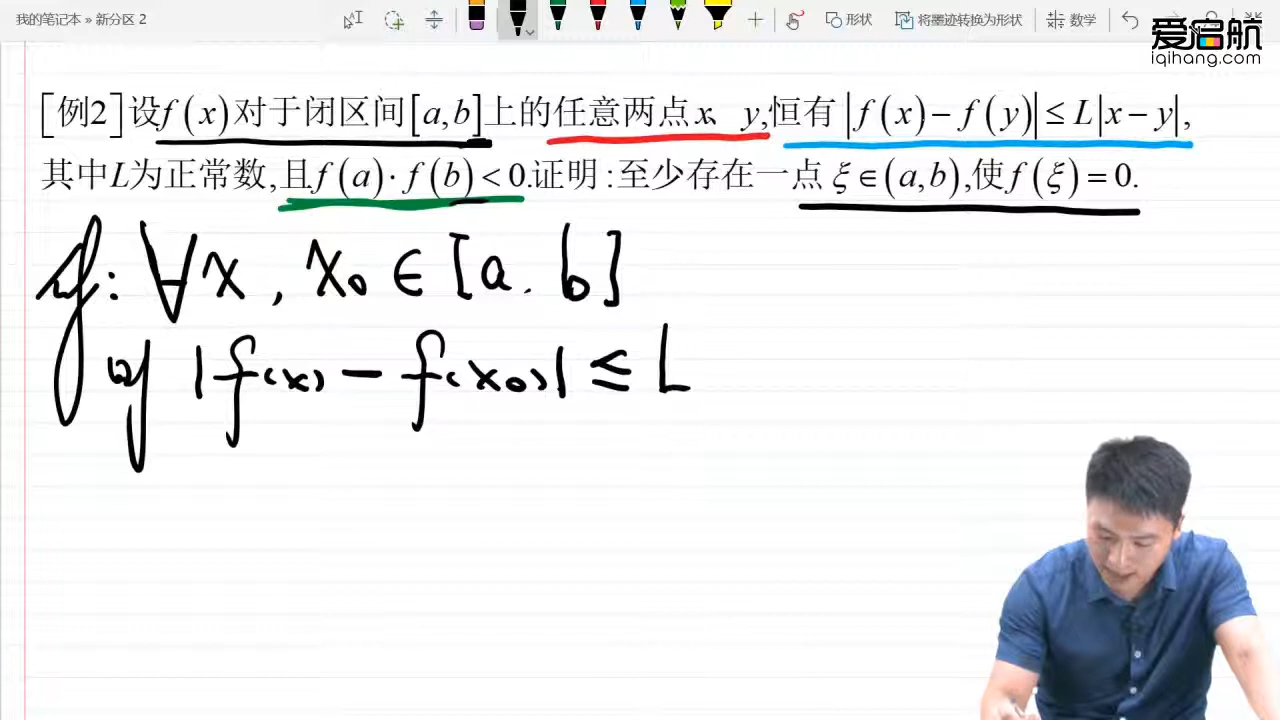 我的笔记本 » 新分区 2
形状
将墨迹转换为形状
数学
爱启航
iqihang.com
[例2]设f(x)对于闭区间[a,b]上的任意两点x、y,恒有|f(x)−f(y)|≤L|x−y|,
其中L为正常数,且f(a)·f(b)<0.证明:至少存在一点ξ∈(a,b),使f(ξ)=0.
: ∀x, x₀ ∈ [a, b]
|f(x) − f(x₀)| ≤ L